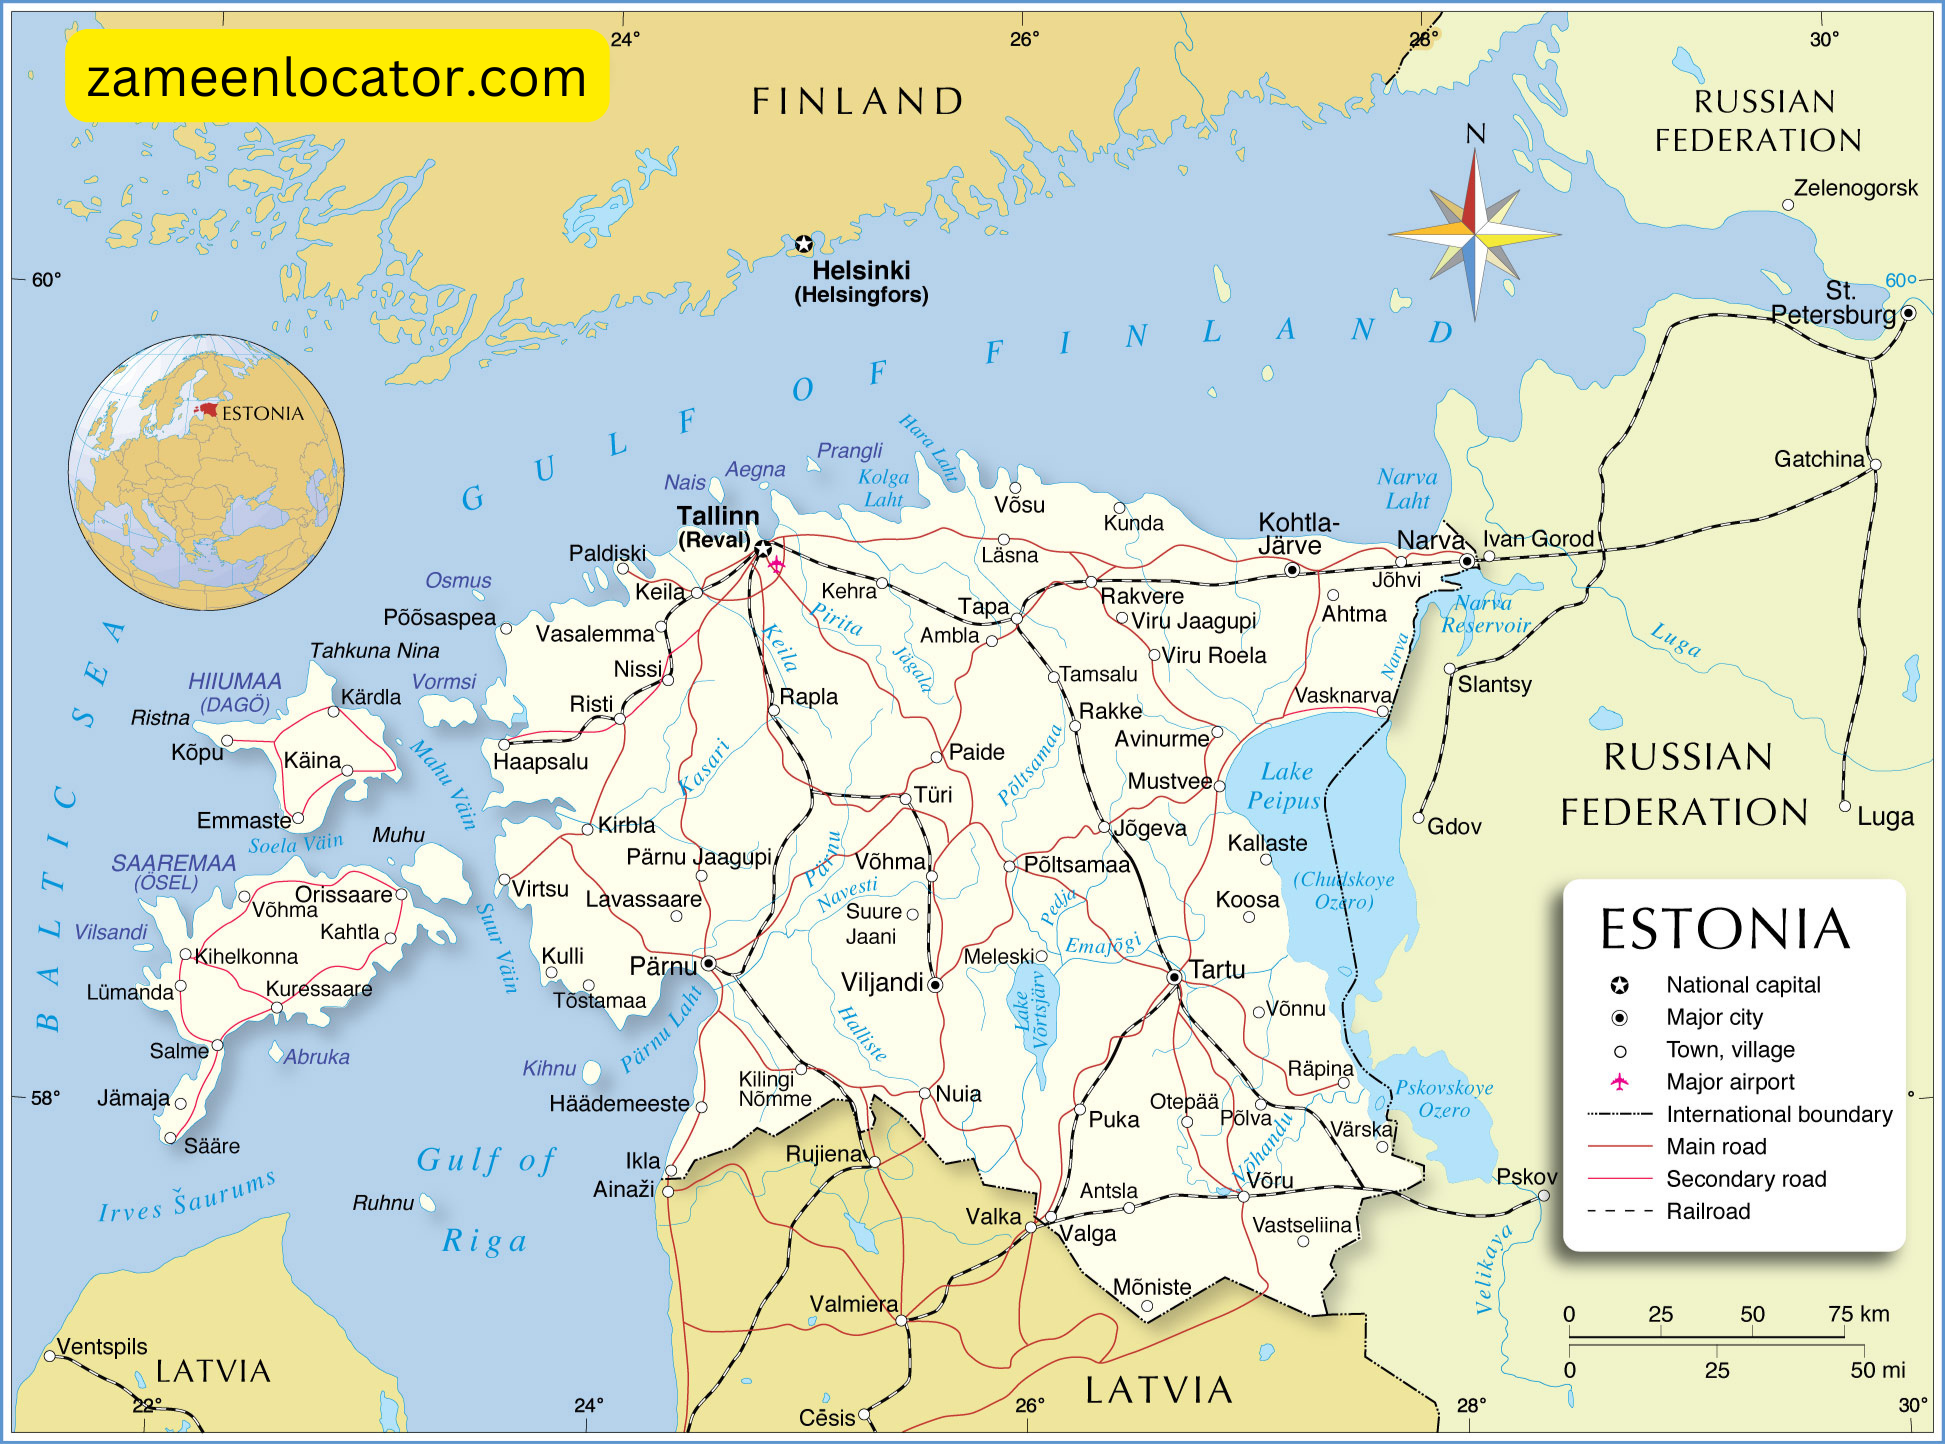 24°
26°
28°
30°
zameenlocator.com
FINLAND
RUSSIAN
FEDERATION
N
Zelenogorsk
Helsinki
(Helsingfors)
60°
60°
St.
Petersburg
GULF OF FINLAND
ESTONIA
Gatchina
Prangli
Aegna
Nais
Kolga
Laht
Hara Laht
Narva
Laht
Võsu
Kunda
Tallinn
(Reval)
Kohtla-
Järve
Narva
Ivan Gorod
Paldiski
Läsna
Jõhvi
Osmus
Keila
Kehra
Rakvere
Ahtma
Narva
Reservoir
Põõsaspea
Vasalemma
Pirita
Tapa
Ambla
Viru Jaagupi
Luga
BALTIC SEA
Tahkuna Nina
Keila
Jägala
Viru Roela
Narva
HIIUMAA
(DAGÖ)
Vormsi
Nissi
Tamsalu
Slantsy
Ristna
Kärdla
Risti
Rapla
Vasknarva
Rakke
Avinurme
Kõpu
Käina
Mahu Väin
Haapsalu
Kasari
Paide
Põltsamaa
Mustvee
Lake
Peipus
RUSSIAN
FEDERATION
Emmaste
Soela Väin
Muhu
Kirbla
Türi
Jõgeva
Gdov
Luga
Kallaste
SAAREMAA
(ÖSEL)
Pärnu Jaagupi
Pärnu
Võhma
Põltsamaa
Orissaare
Võhma
Virtsu
Lavassaare
Navesti
Pedja
(Chudskoye
Ozero)
Koosa
Vilsandi
Kahtla
Suur Väin
Suure
Jaani
Emajõgi
Kihelkonna
Kulli
Pärnu
Meleski
Tartu
Lümanda
Kuressaare
Tõstamaa
Viljandi
Võnnu
Salme
Abruka
Pärnu Laht
Halliste
Lake
Võrtsjärv
Kihnu
Räpina
58°
°
Jämaja
Häädemeeste
Kilingi
Nõmme
Nuia
Puka
Otepää
Põlva
Pskovskoye
Ozero
Sääre
Võhandu
Värska
Gulf of
Riga
Irves Šaurums
Ikla
Ainaži
Rujiena
Ruhnu
Antsla
Võru
Pskov
Valka
Valga
Vastseliina
Velikaya
Mõniste
Valmiera
Ventspils
LATVIA
LATVIA
Cēsis
22°
24°
26°
28°
30°
ESTONIA
National capital
Major city
Town, village
Major airport
International boundary
Main road
Secondary road
Railroad
0 25 50 75 km
0 25 50 mi